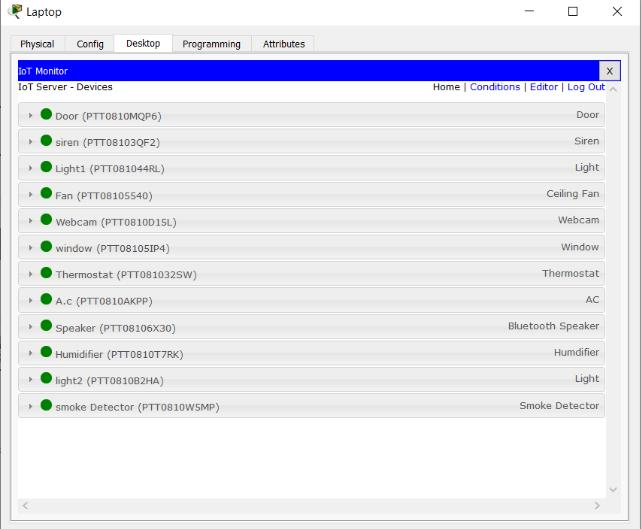 Laptop
Physical Config Desktop Programming Attributes
IoT Monitor X
IoT Server - Devices Home | Conditions | Editor | Log Out
Door (PTT0810MQP6) Door
siren (PTT08103QF2) Siren
Light1 (PTT081044RL) Light
Fan (PTT08105540) Ceiling Fan
Webcam (PTT0810D1SL) Webcam
window (PTT08105IP4) Window
Thermostat (PTT081032SW) Thermostat
A.c (PTT0810AKPP) AC
Speaker (PTT08106X30) Bluetooth Speaker
Humidifier (PTT0810T7RK) Humdifier
light2 (PTT0810B2HA) Light
smoke Detector (PTT0810W5MP) Smoke Detector